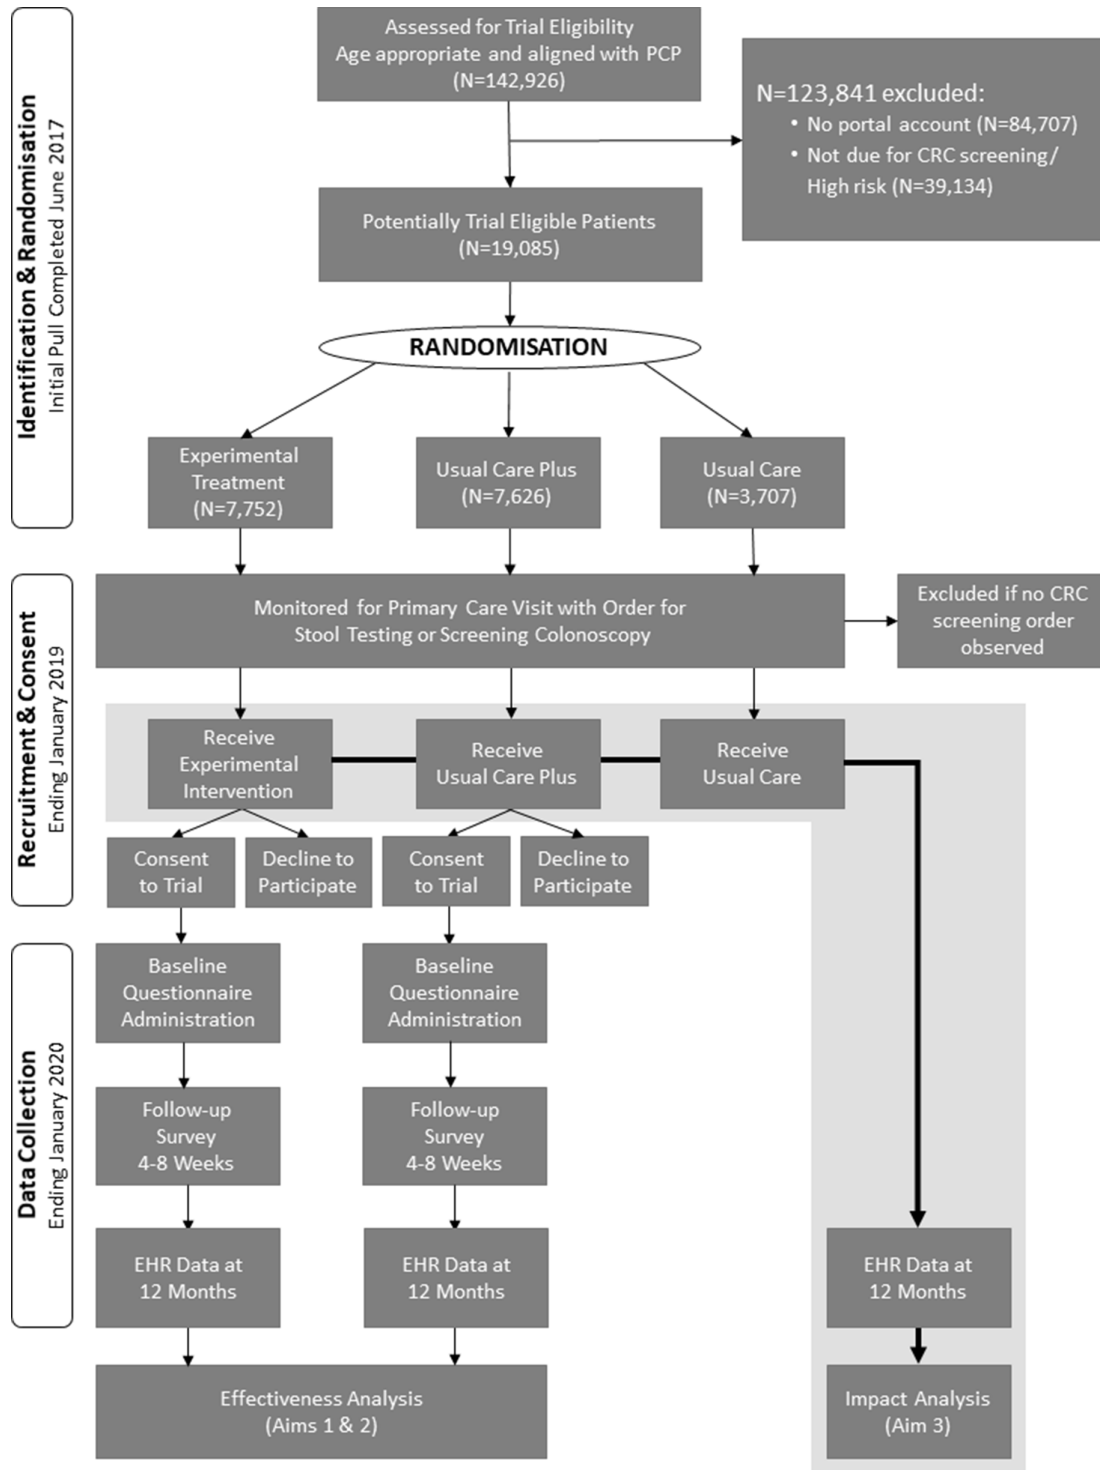 Identification & Randomisation
Initial Pull Completed June 2017
Assessed for Trial Eligibility
Age appropriate and aligned with PCP
(N=142,926)
N=123,841 excluded:
• No portal account (N=84,707)
• Not due for CRC screening/
High risk (N=39,134)
Potentially Trial Eligible Patients
(N=19,085)
RANDOMISATION
Experimental
Treatment
(N=7,752)
Usual Care Plus
(N=7,626)
Usual Care
(N=3,707)
Recruitment & Consent
Ending January 2019
Monitored for Primary Care Visit with Order for
Stool Testing or Screening Colonoscopy
Excluded if no CRC
screening order
observed
Receive
Experimental
Intervention
Receive
Usual Care Plus
Receive
Usual Care
Consent
to Trial
Decline to
Participate
Consent
to Trial
Decline to
Participate
Data Collection
Ending January 2020
Baseline
Questionnaire
Administration
Baseline
Questionnaire
Administration
Follow-up
Survey
4-8 Weeks
Follow-up
Survey
4-8 Weeks
EHR Data at
12 Months
EHR Data at
12 Months
EHR Data at
12 Months
Effectiveness Analysis
(Aims 1 & 2)
Impact Analysis
(Aim 3)